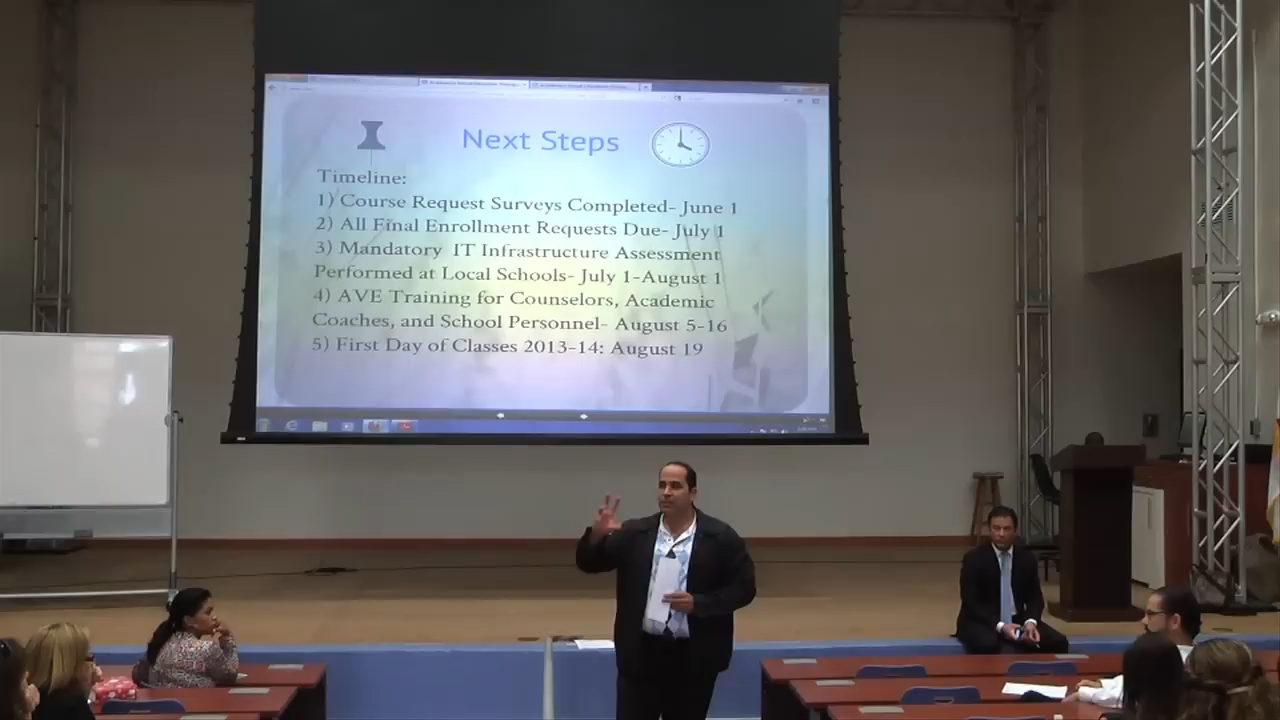 Next Steps
Timeline:
1) Course Request Surveys Completed- June 1
2) All Final Enrollment Requests Due- July 1
3) Mandatory IT Infrastructure Assessment
Performed at Local Schools- July 1-August 1
4) AVE Training for Counselors, Academic
Coaches, and School Personnel- August 5-16
5) First Day of Classes 2013-14: August 19